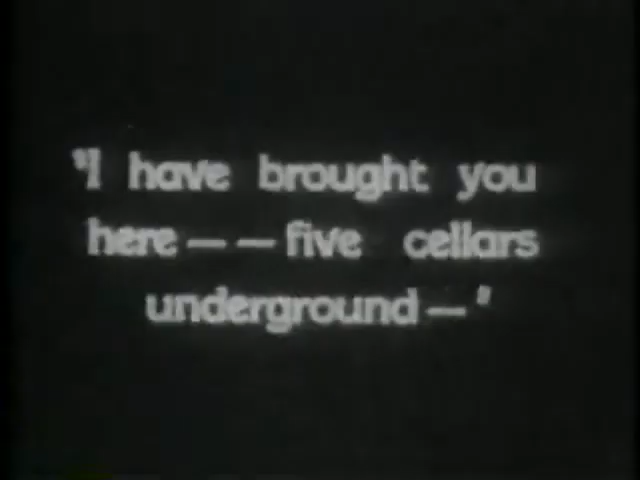 "I have brought you
here — — five cellars
underground — "